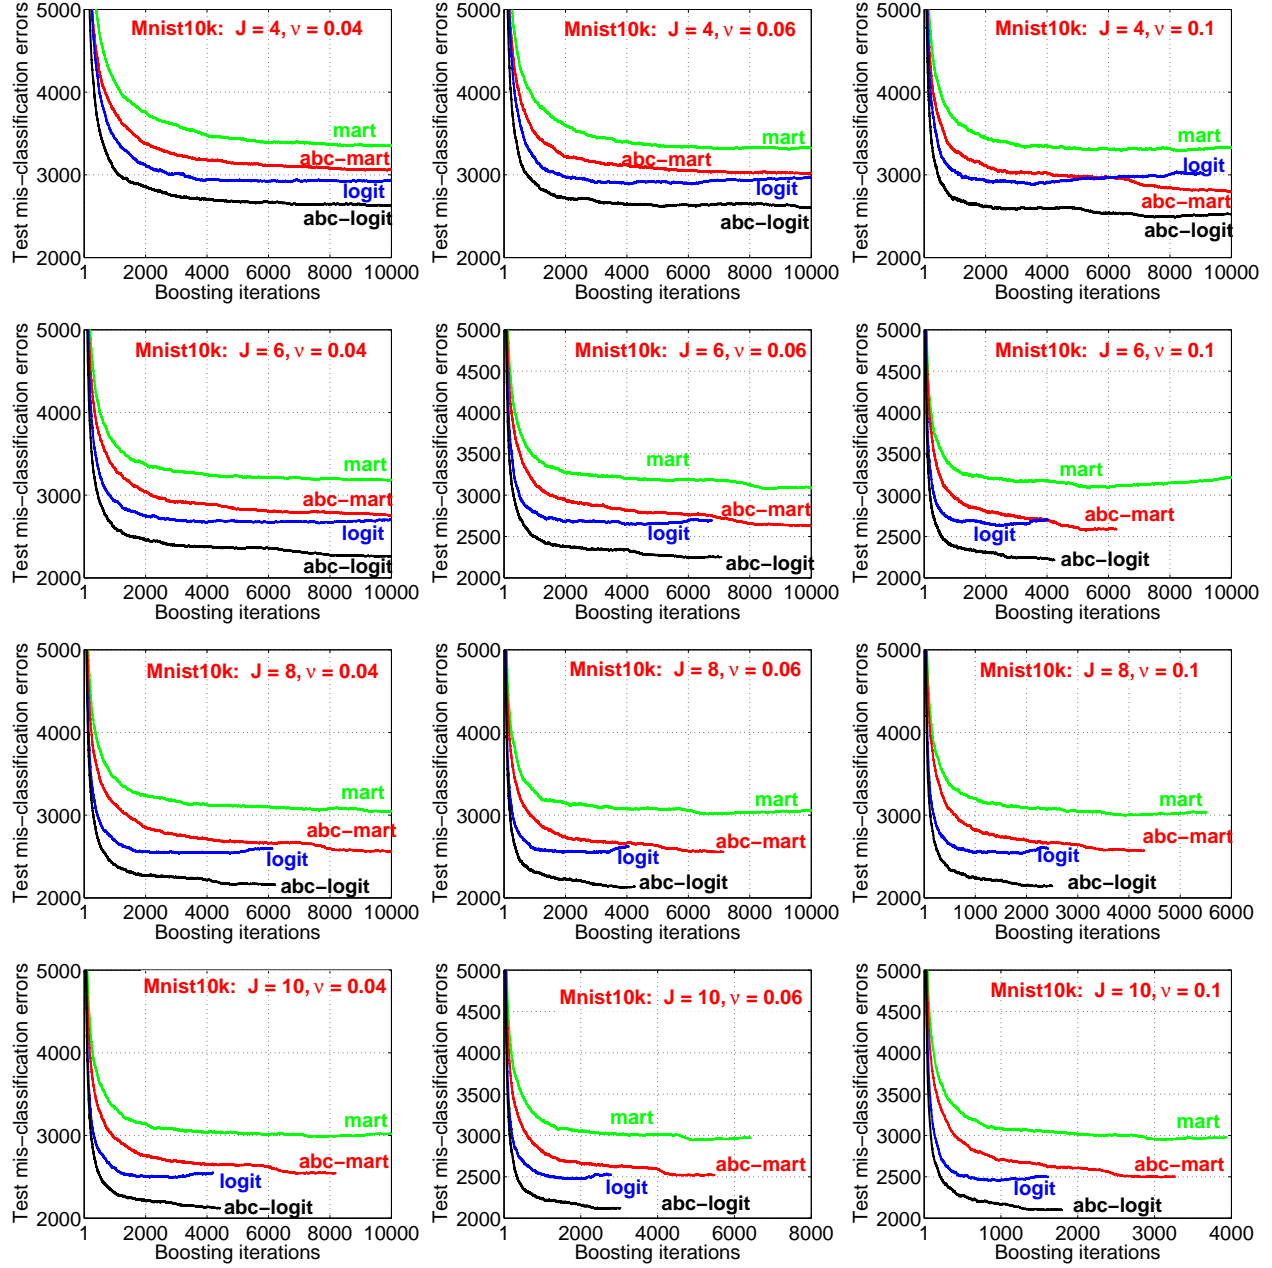 Mnist10k: J = 4, ν = 0.04
Test mis−classification errors
5000
4000
3000
2000
mart
abc−mart
logit
abc−logit
1 2000 4000 6000 8000 10000
Boosting iterations
Mnist10k: J = 4, ν = 0.06
Test mis−classification errors
5000
4000
3000
2000
mart
abc−mart
logit
abc−logit
1 2000 4000 6000 8000 10000
Boosting iterations
Mnist10k: J = 4, ν = 0.1
Test mis−classification errors
5000
4000
3000
2000
mart
logit
abc−mart
abc−logit
1 2000 4000 6000 8000 10000
Boosting iterations
Mnist10k: J = 6, ν = 0.04
Test mis−classification errors
5000
4000
3000
2000
mart
abc−mart
logit
abc−logit
1 2000 4000 6000 8000 10000
Boosting iterations
Mnist10k: J = 6, ν = 0.06
Test mis−classification errors
5000
4500
4000
3500
3000
2500
2000
mart
abc−mart
logit
abc−logit
1 2000 4000 6000 8000 10000
Boosting iterations
Mnist10k: J = 6, ν = 0.1
Test mis−classification errors
5000
4500
4000
3500
3000
2500
2000
mart
abc−mart
logit
abc−logit
1 2000 4000 6000 8000 10000
Boosting iterations
Mnist10k: J = 8, ν = 0.04
Test mis−classification errors
5000
4000
3000
2000
mart
abc−mart
logit
abc−logit
1 2000 4000 6000 8000 10000
Boosting iterations
Mnist10k: J = 8, ν = 0.06
Test mis−classification errors
5000
4000
3000
2000
mart
abc−mart
logit
abc−logit
1 2000 4000 6000 8000 10000
Boosting iterations
Mnist10k: J = 8, ν = 0.1
Test mis−classification errors
5000
4000
3000
2000
mart
abc−mart
logit
abc−logit
1 1000 2000 3000 4000 5000 6000
Boosting iterations
Mnist10k: J = 10, ν = 0.04
Test mis−classification errors
5000
4000
3000
2000
mart
abc−mart
logit
abc−logit
1 2000 4000 6000 8000 10000
Boosting iterations
Mnist10k: J = 10, ν = 0.06
Test mis−classification errors
5000
4500
4000
3500
3000
2500
2000
mart
abc−mart
logit
abc−logit
1 2000 4000 6000 8000
Boosting iterations
Mnist10k: J = 10, ν = 0.1
Test mis−classification errors
5000
4500
4000
3500
3000
2500
2000
mart
abc−mart
logit
abc−logit
1 1000 2000 3000 4000
Boosting iterations